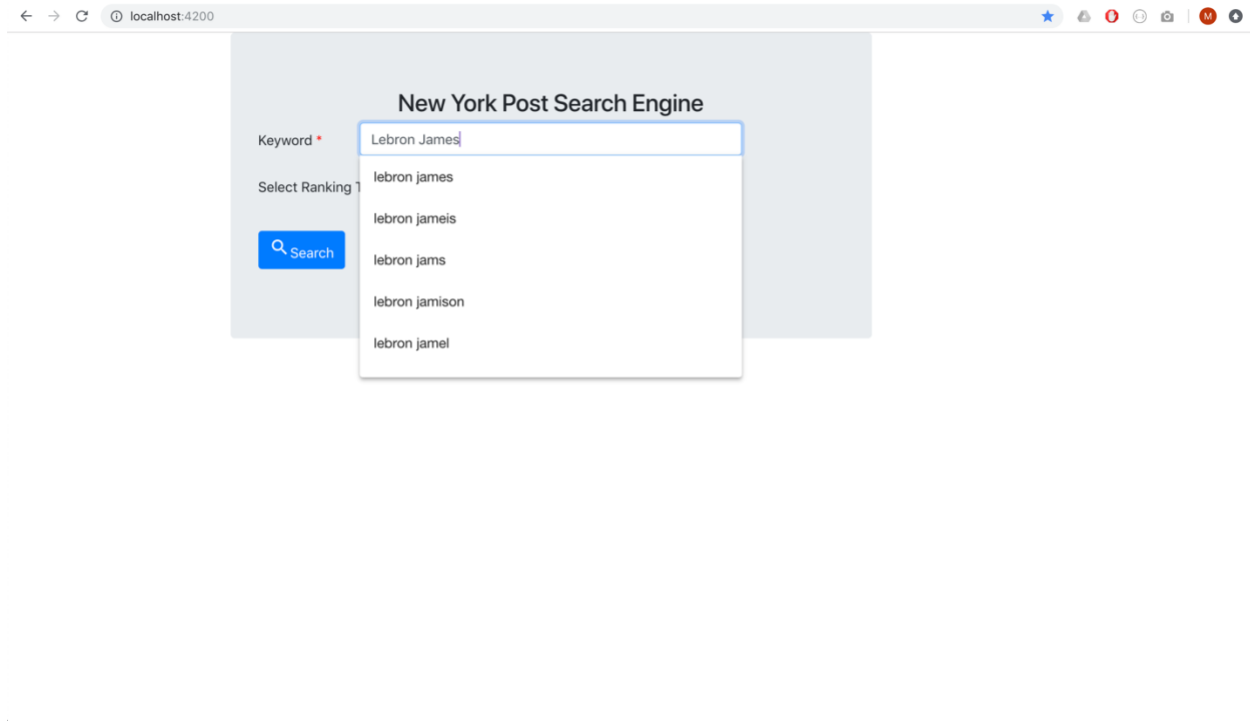 localhost:4200
M
New York Post Search Engine
Keyword *
Lebron James
lebron james
Select Ranking
lebron jameis
Search
lebron jams
lebron jamison
lebron jamel